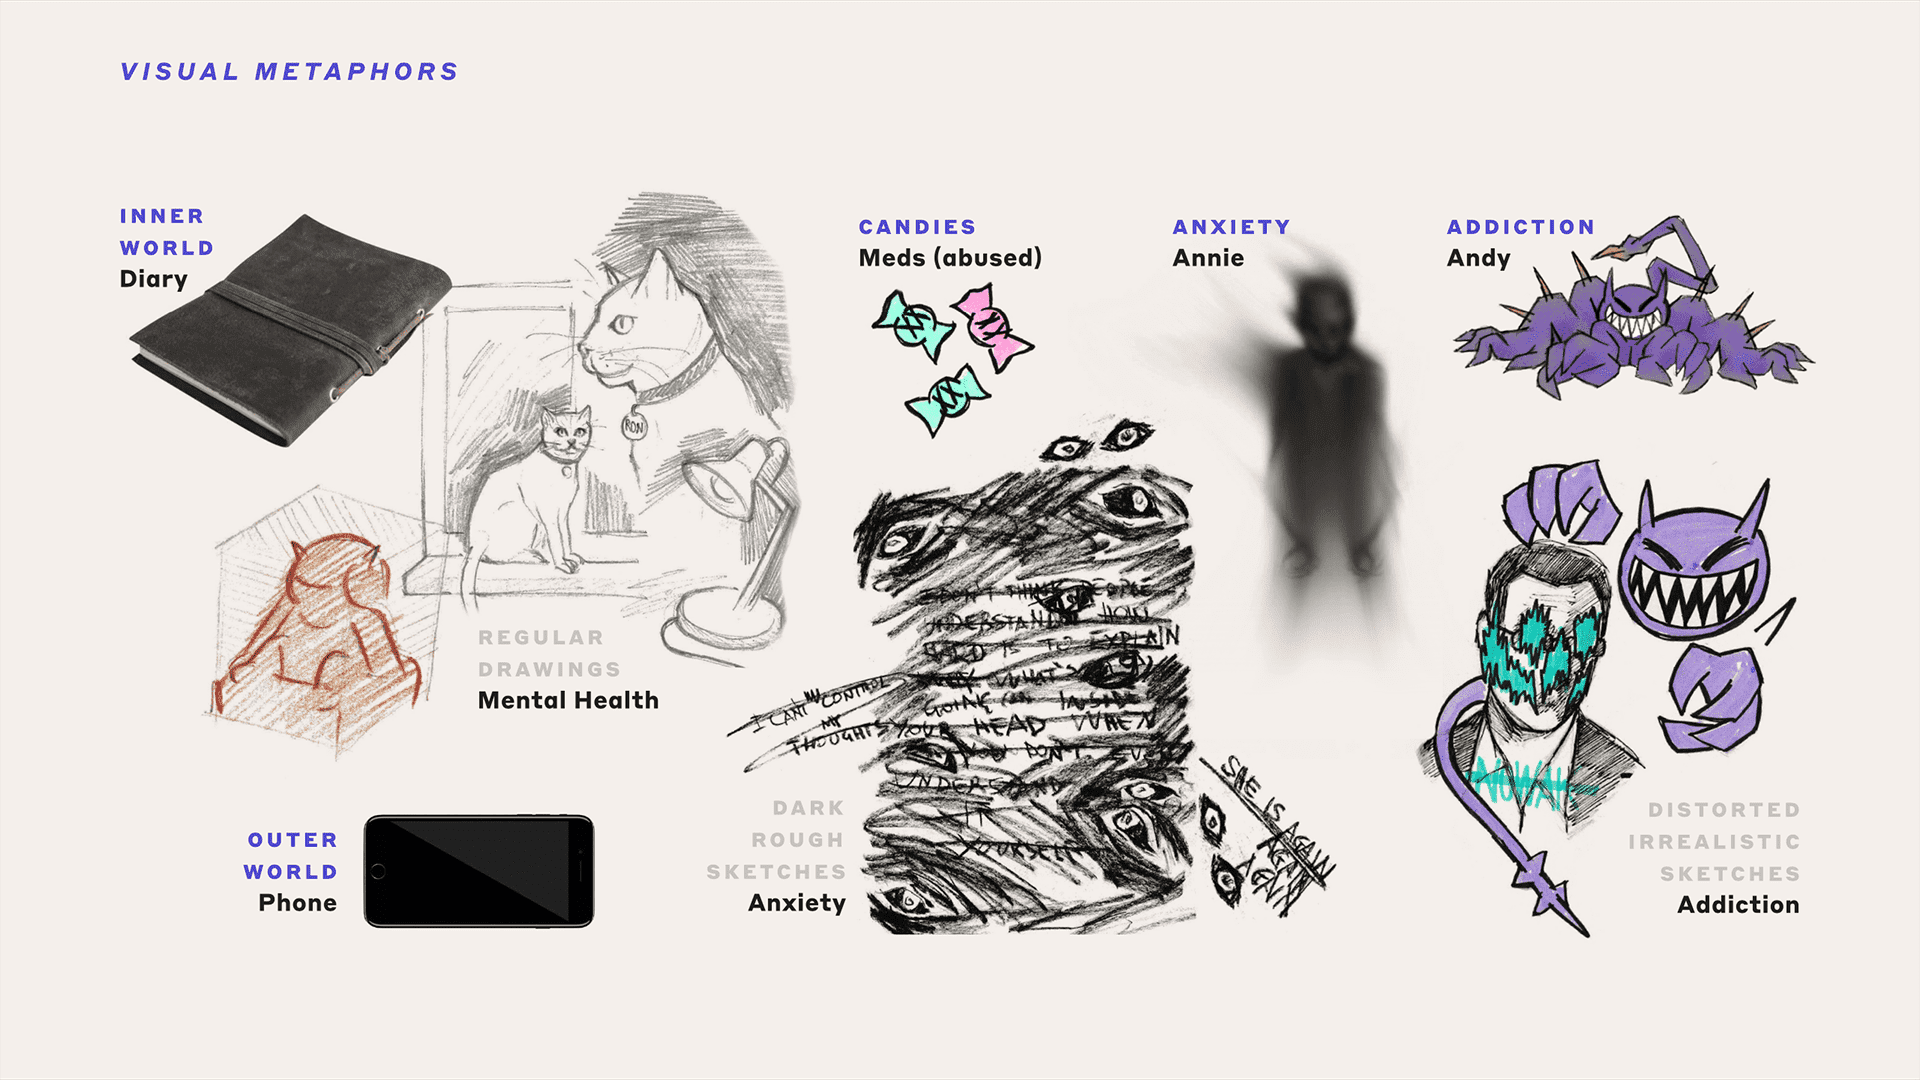 VISUAL METAPHORS
INNER
WORLD
Diary
CANDIES
Meds (abused)
ANXIETY
Annie
ADDICTION
Andy
RON
REGULAR
DRAWINGS
Mental Health
I DON'T THINK PEOPLE
UNDERSTAND HOW
HARD IS TO EXPLAIN
WHAT'S
GOING ON INSIDE
YOUR HEAD WHEN
YOU DON'T EVEN
UNDERSTAND
IT
YOURSELF
I CAN'T CONTROL
MY
THOUGHTS
SHE IS AGAIN
AGAIN
AGAIN
NOWAH
OUTER
WORLD
Phone
DARK
ROUGH
SKETCHES
Anxiety
DISTORTED
IRREALISTIC
SKETCHES
Addiction